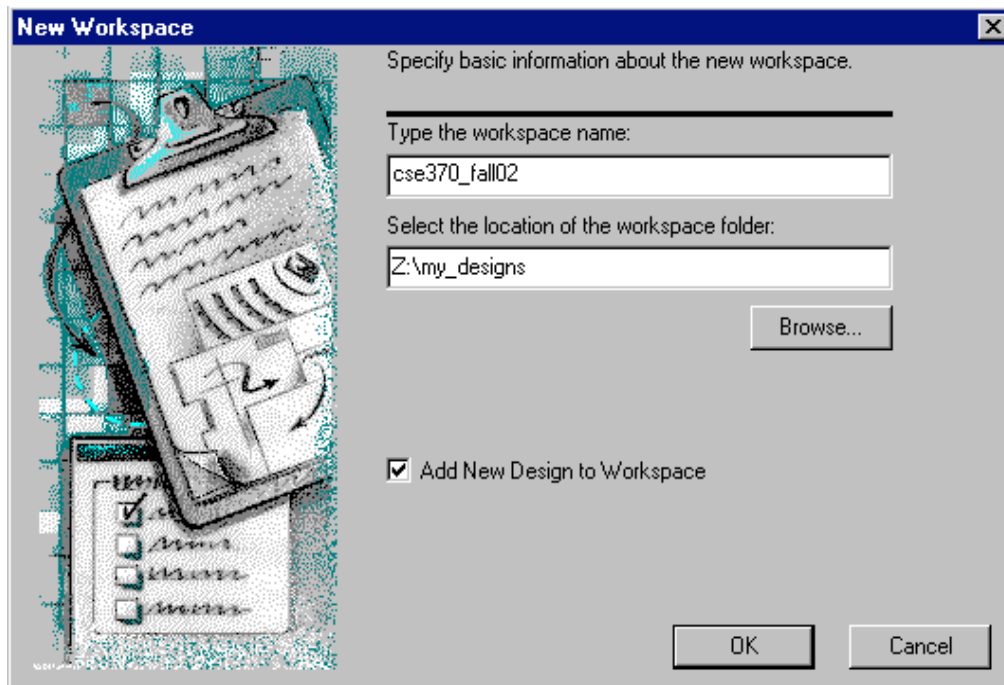 New Workspace
Specify basic information about the new workspace.
Type the workspace name:
cse370_fall02
Select the location of the workspace folder:
Z:\my_designs
Browse...
Add New Design to Workspace
OK
Cancel